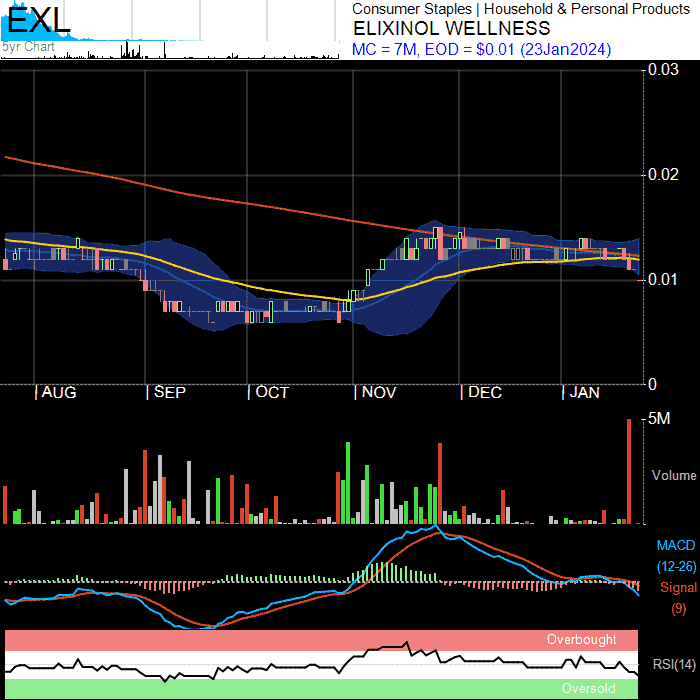 EXL
5yr Chart
Consumer Staples | Household & Personal Products
ELIXINOL WELLNESS
MC = 7M, EOD = $0.01 (23Jan2024)
0.03
0.02
0.01
0
| AUG | SEP | OCT | NOV | DEC | JAN
5M
Volume
MACD
(12-26)
Signal
(9)
Overbought
RSI(14)
Oversold